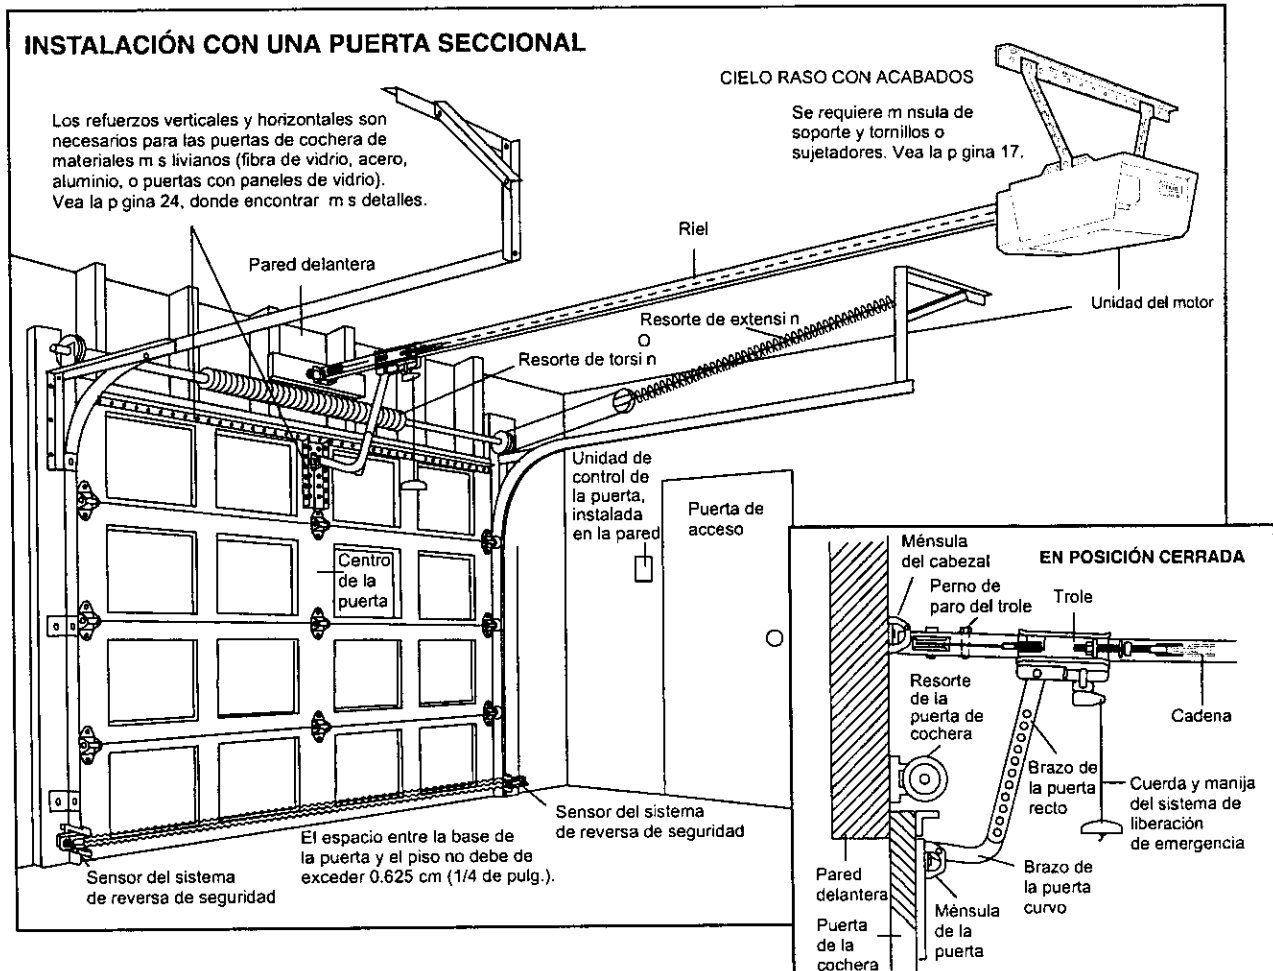 INSTALACIÓN CON UNA PUERTA SECCIONAL
Los refuerzos verticales y horizontales son
necesarios para las puertas de cochera de
materiales m s livianos (fibra de vidrio, acero,
aluminio, o puertas con paneles de vidrio).
Vea la p gina 24, donde encontrar m s detalles.
CIELO RASO CON ACABADOS
Se requiere m nsula de
soporte y tornillos o
sujetadores. Vea la p gina 17.
Riel
Pared delantera
Unidad del motor
Resorte de extensi n
O
Resorte de torsi n
Unidad de
control de
la puerta,
instalada
en la pared
Puerta de
acceso
Centro
de la
puerta
Sensor del sistema
de reversa de seguridad
El espacio entre la base de
la puerta y el piso no debe de
exceder 0.625 cm (1/4 de pulg.).
Sensor del sistema
de reversa de seguridad
EN POSICIÓN CERRADA
Ménsula
del cabezal
Perno de
paro del trole
Trole
Resorte
de la
puerta de
cochera
Cadena
Brazo de
la puerta
recto
Cuerda y manija
del sistema de
liberación
de emergencia
Pared
delantera
Brazo de
la puerta
curvo
Ménsula
de la
puerta
Puerta
de la
cochera